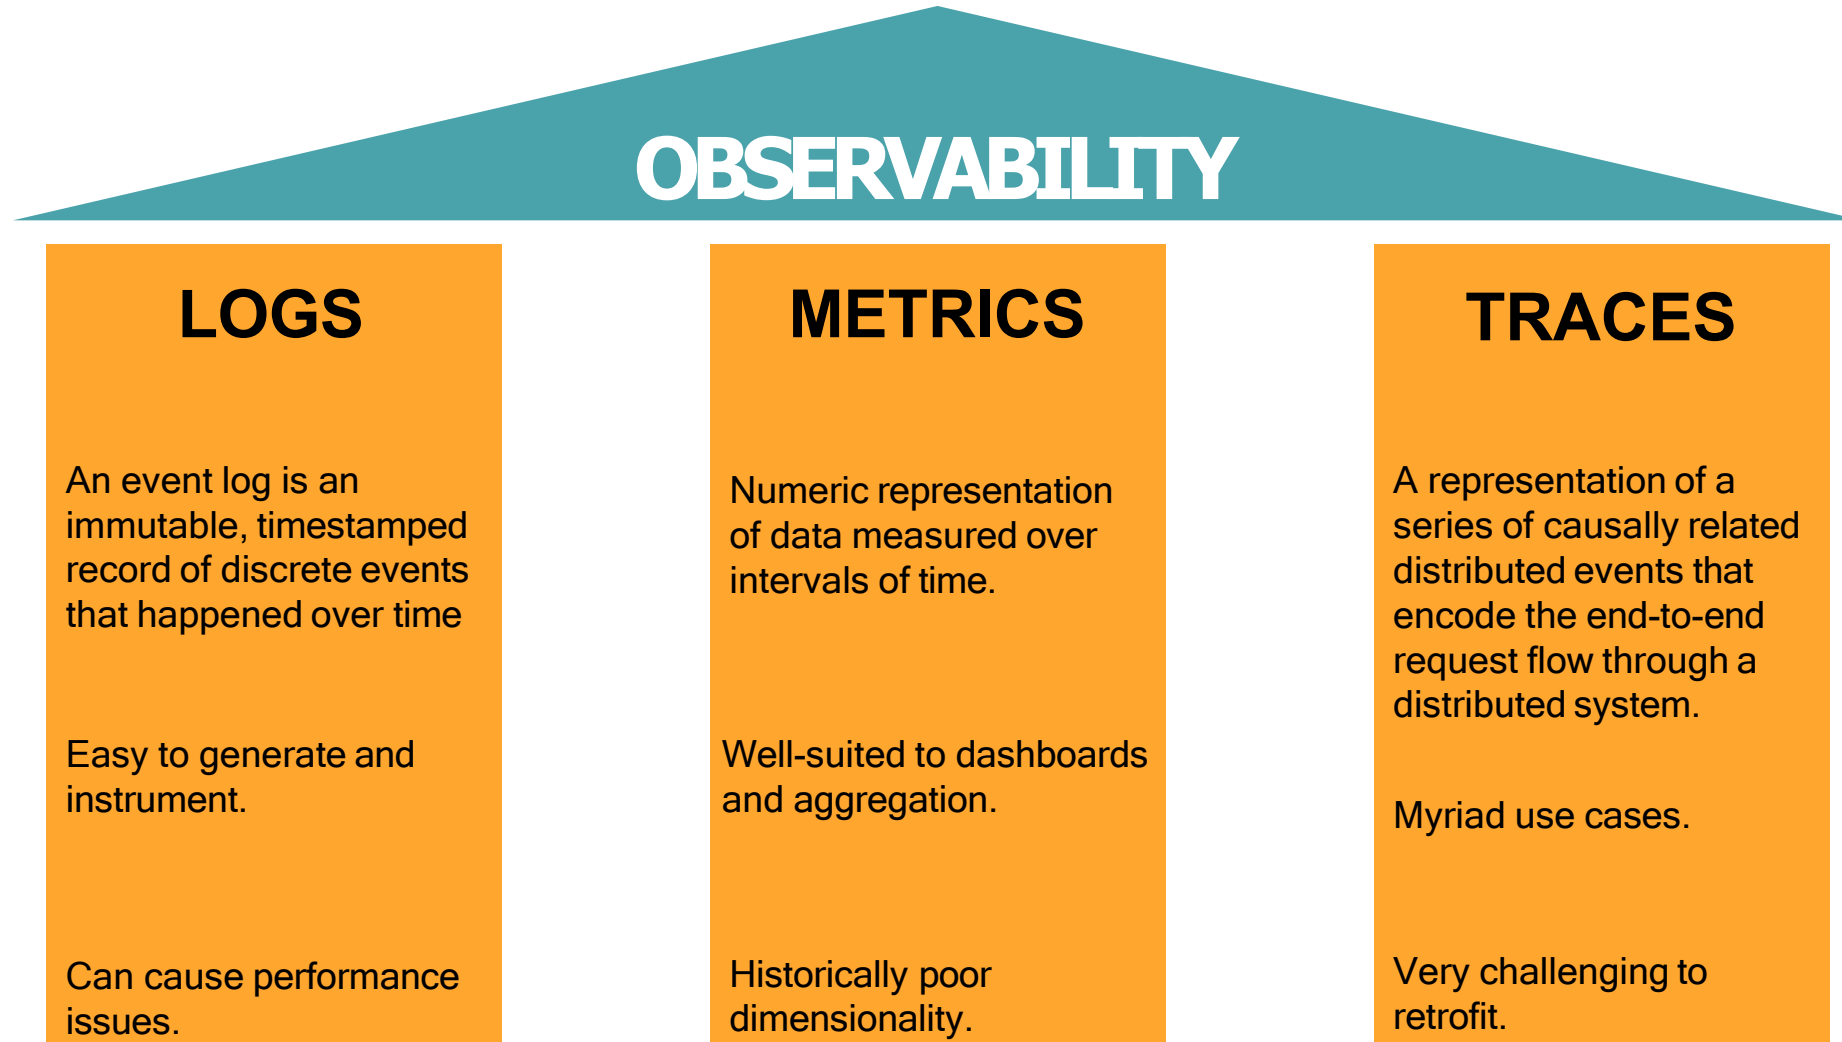 OBSERVABILITY
LOGS
An event log is an
immutable, timestamped
record of discrete events
that happened over time
Easy to generate and
instrument.
Can cause performance
issues.
METRICS
Numeric representation
of data measured over
intervals of time.
Well-suited to dashboards
and aggregation.
Historically poor
dimensionality.
TRACES
A representation of a
series of causally related
distributed events that
encode the end-to-end
request flow through a
distributed system.
Myriad use cases.
Very challenging to
retrofit.